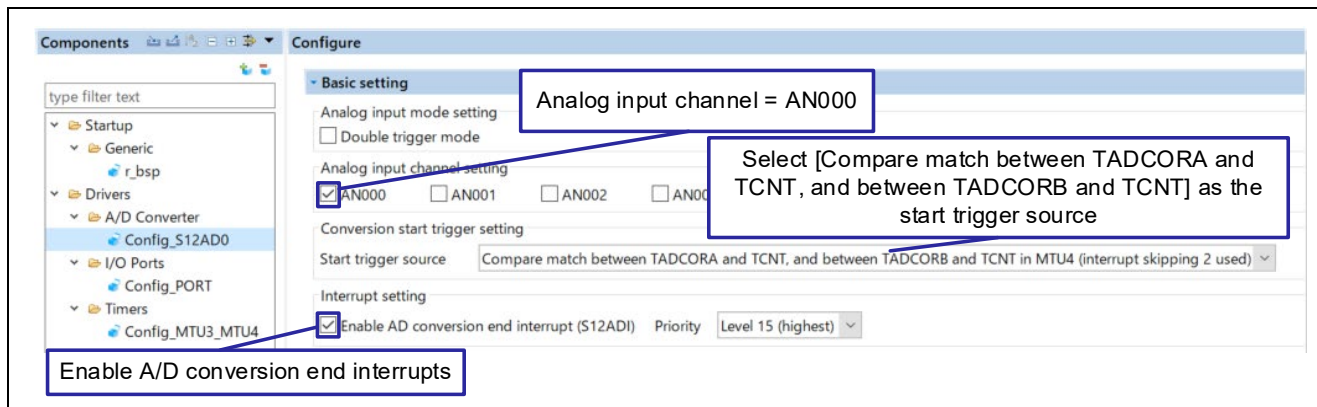 Components
Configure
type filter text
Startup
Generic
r_bsp
Drivers
A/D Converter
Config_S12AD0
I/O Ports
Config_PORT
Timers
Config_MTU3_MTU4
Basic setting
Analog input mode setting
Double trigger mode
Analog input channel setting
AN000 AN001 AN002
Conversion start trigger setting
Start trigger source Compare match between TADCORA and TCNT, and between TADCORB and TCNT in MTU4 (interrupt skipping 2 used)
Interrupt setting
Enable AD conversion end interrupt (S12ADI) Priority Level 15 (highest)
Analog input channel = AN000
Select [Compare match between TADCORA and
TCNT, and between TADCORB and TCNT] as the
start trigger source
Enable A/D conversion end interrupts